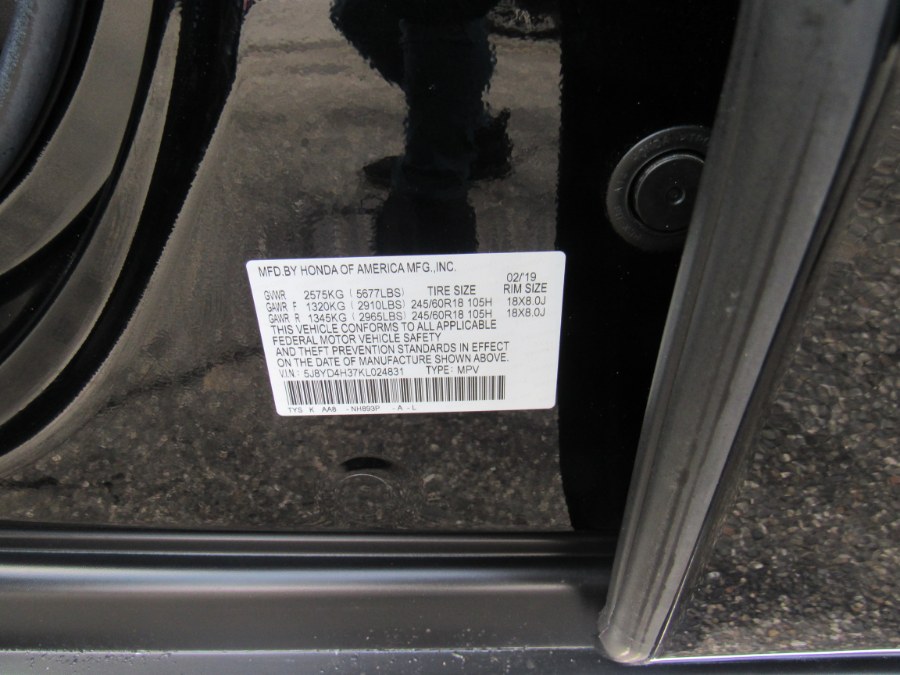 MFD.BY HONDA OF AMERICA MFG.,INC.
02/'19
GVWR 2575KG ( 5677LBS) TIRE SIZE RIM SIZE
GAWR F 1320KG ( 2910LBS) 245/60R18 105H 18X8.0J
GAWR R 1345KG ( 2965LBS) 245/60R18 105H 18X8.0J
THIS VEHICLE CONFORMS TO ALL APPLICABLE
FEDERAL MOTOR VEHICLE SAFETY
AND THEFT PREVENTION STANDARDS IN EFFECT
ON THE DATE OF MANUFACTURE SHOWN ABOVE.
V.I.N.: 5J8YD4H37KL024831 TYPE: MPV
TYS K AA8 - NH893P - A - L